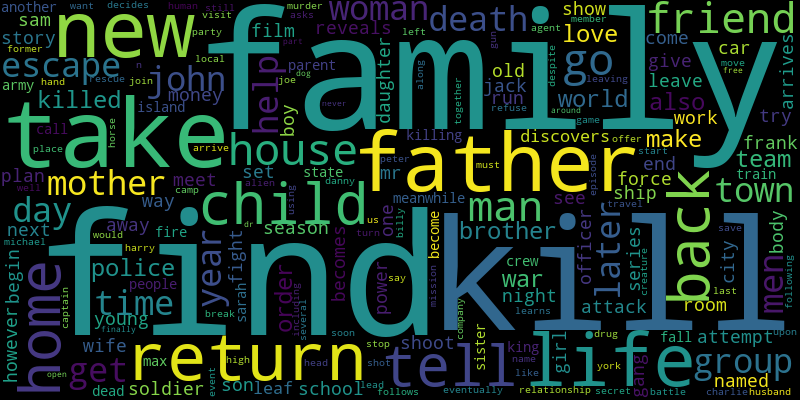 another
want
decides
human
still
visit
murder
asks
party
sam
new
family
woman
death
show
member
friend
story
former
film
reveals
agent
left
love
come
escape
rescue
n
local
parent
go
car
move
free
arrives
army
hand
join
john
joe
dog
part
gun
despite
leaving
give
killed
money
help
daughter
old
jack
run
along
together
world
leave
take
island
boy
never
refuse
around
game
also
try
call
horse
house
killing
discovers
offer
work
place
arrive
father
peter
must
start
make
frank
plan
well
mother
meet
set
state
mr
end
team
camp
alien
danny
episode
force
train
child
using
man
see
travel
ship
town
day
way
dr
us
meanwhile
one
billy
back
next
away
year
season
brother
officer
later
series
creature
city
save
body
michael
would
harry
fire
fight
turn
become
crew
last
men
following
begin
however
home
captain
police
people
time
young
finally
find
becomes
power
say
mission
war
night
learns
attack
room
upon
sarah
order
including
several
kill
company
break
soon
stop
shoot
sister
king
name
like
girl
drug
fall
attempt
wife
return
high
head
shot
tell
life
york
gang
group
named
open
get
max
dead
soldier
event
son
leaf
school
lead
follows
eventually
relationship
secret
battle
charlie
husband